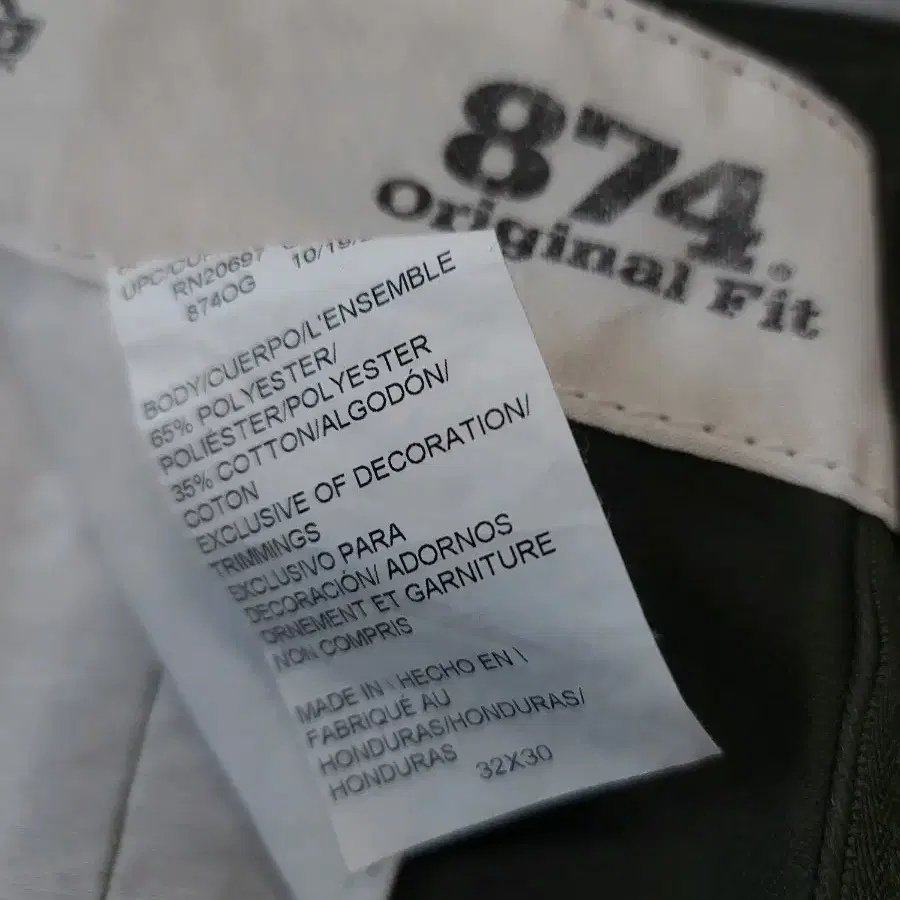 874
Original Fit
RN20697
874OG
BODY/CUERPO/L'ENSEMBLE
65% POLYESTER/
POLIÉSTER/POLYESTER
35% COTTON/ALGODÓN/
COTON
EXCLUSIVE OF DECORATION/
TRIMMINGS
EXCLUSIVO PARA
DECORACIÓN/ ADORNOS
ORNEMENT ET GARNITURE
NON COMPRIS
MADE IN \ HECHO EN \
FABRIQUÉ AU
HONDURAS/HONDURAS/
HONDURAS 32X30